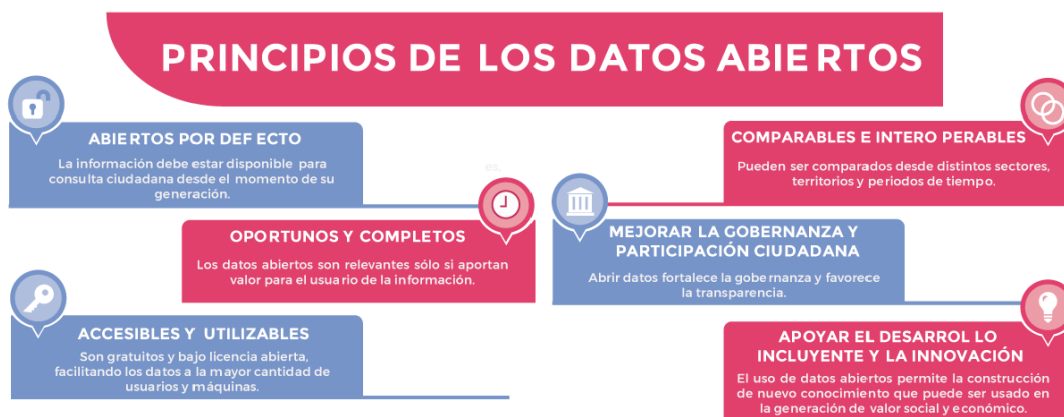 PRINCIPIOS DE LOS DATOS ABIERTOS
ABIERTOS POR DEFECTO
La información debe estar disponible para
consulta ciudadana desde el momento de su
generación.
OPORTUNOS Y COMPLETOS
Los datos abiertos son relevantes sólo si aportan
valor para el usuario de la información.
ACCESIBLES Y UTILIZABLES
Son gratuitos y bajo licencia abierta,
facilitando los datos a la mayor cantidad de
usuarios y máquinas.
COMPARABLES E INTERO PERABLES
Pueden ser comparados desde distintos sectores,
territorios y periodos de tiempo.
MEJORAR LA GOBERNANZA Y
PARTICIPACIÓN CIUDADANA
Abrir datos fortalece la gobernanza y favorece
la transparencia.
APOYAR EL DESARROL LO
INCLUYENTE Y LA INNOVACIÓN
El uso de datos abiertos permite la construcción
de nuevo conocimiento que puede ser usado en
la generación de valor social y económico.